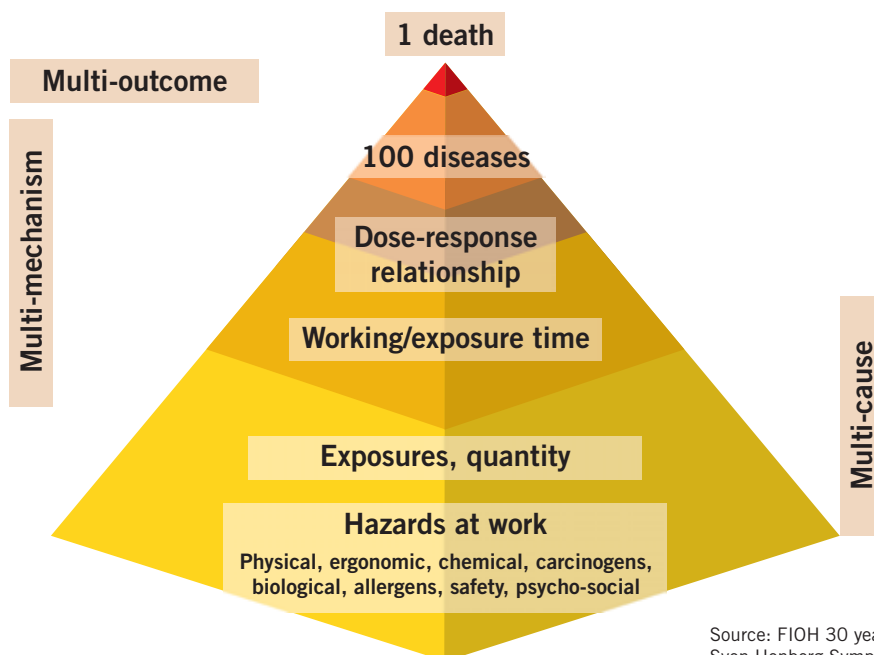 1 death
Multi-outcome
Multi-mechanism
100 diseases
Dose-response
relationship
Working/exposure time
Multi-cause
Exposures, quantity
Hazards at work
Physical, ergonomic, chemical, carcinogens,
biological, allergens, safety, psycho-social
Source: FIOH 30 yea